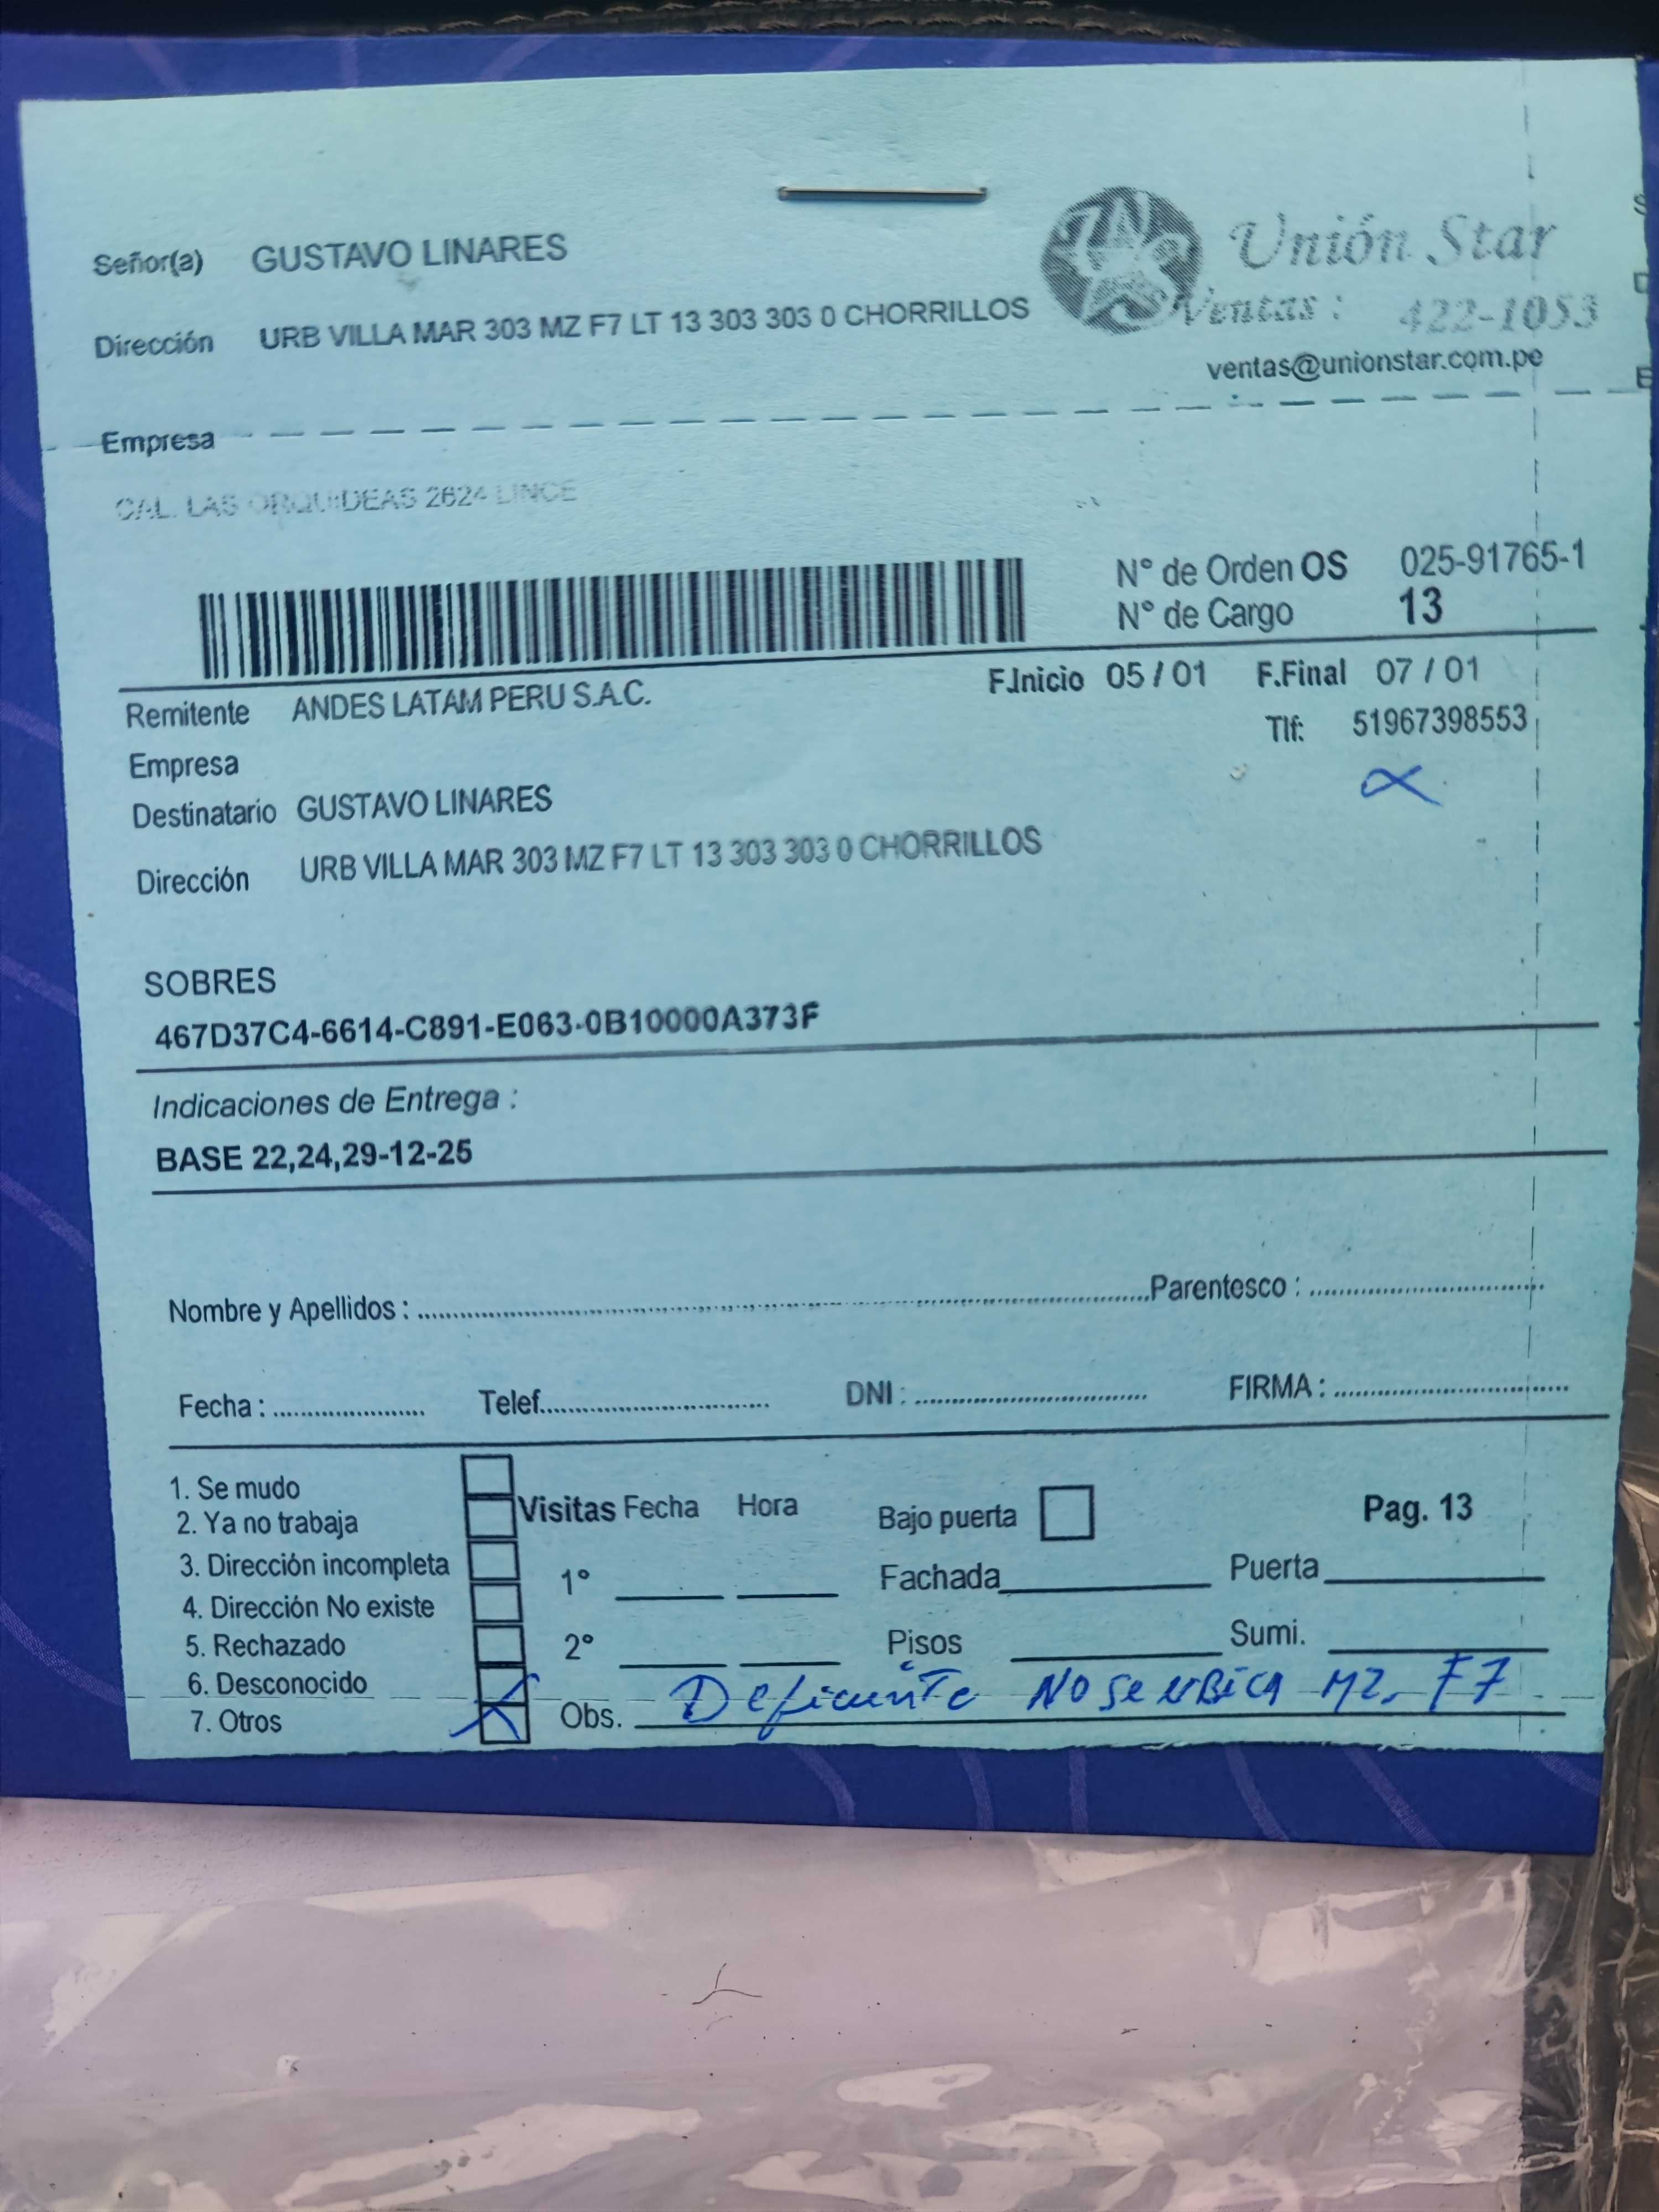 Señor(a) GUSTAVO LINARES
Dirección URB VILLA MAR 303 MZ F7 LT 13 303 303 0 CHORRILLOS
Unión Star
Ventas : 422-1053
ventas@unionstar.com.pe
Empresa
CAL. LAS ORQUIDEAS 2624 LINCE
N° de Orden OS 025-91765-1
N° de Cargo 13
Remitente ANDES LATAM PERU S.A.C.
F.Inicio 05 / 01 F.Final 07 / 01
Tlf: 51967398553
Empresa
Destinatario GUSTAVO LINARES
Dirección URB VILLA MAR 303 MZ F7 LT 13 303 303 0 CHORRILLOS
SOBRES
467D37C4-6614-C891-E063-0B10000A373F
Indicaciones de Entrega :
BASE 22,24,29-12-25
Nombre y Apellidos : Parentesco :
Fecha : Telef. DNI : FIRMA :
1. Se mudo
2. Ya no trabaja
3. Dirección incompleta
4. Dirección No existe
5. Rechazado
6. Desconocido
7. Otros
Visitas Fecha Hora
1°
2°
Bajo puerta
Pag. 13
Fachada Puerta
Pisos Sumi.
Obs. Deficiente NO se UBICA MZ. F7